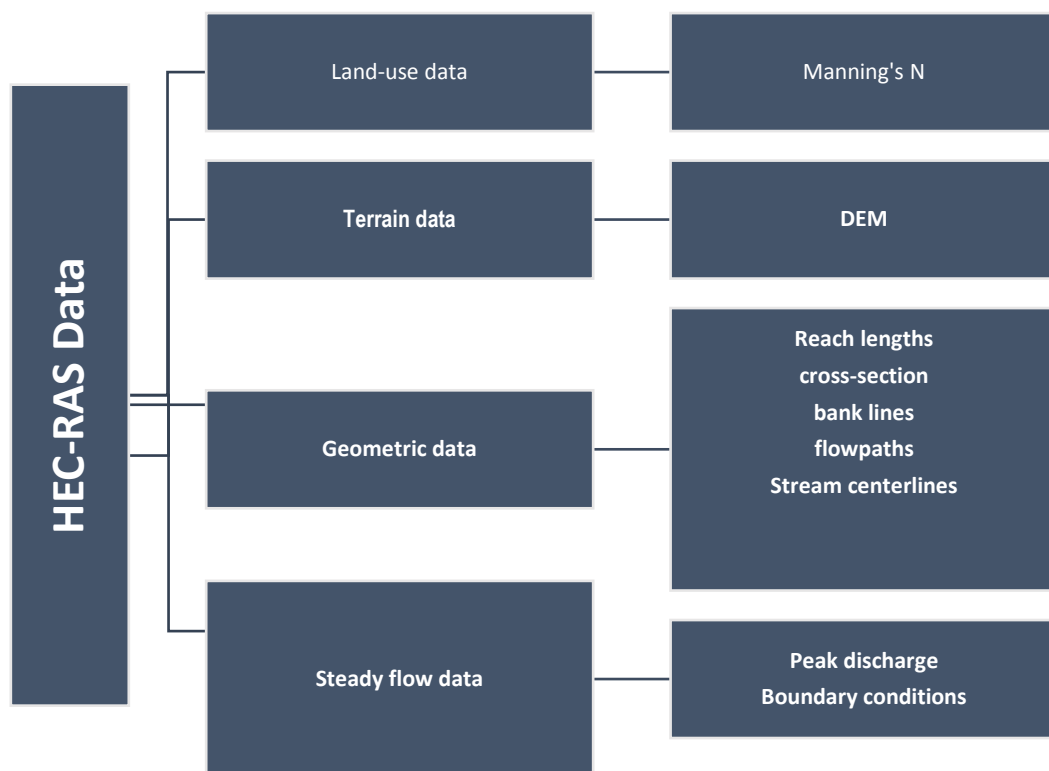 HEC-RAS Data
Land-use data
Manning's N
Terrain data
DEM
Geometric data
Reach lengths
cross-section
bank lines
flowpaths
Stream centerlines
Steady flow data
Peak discharge
Boundary conditions